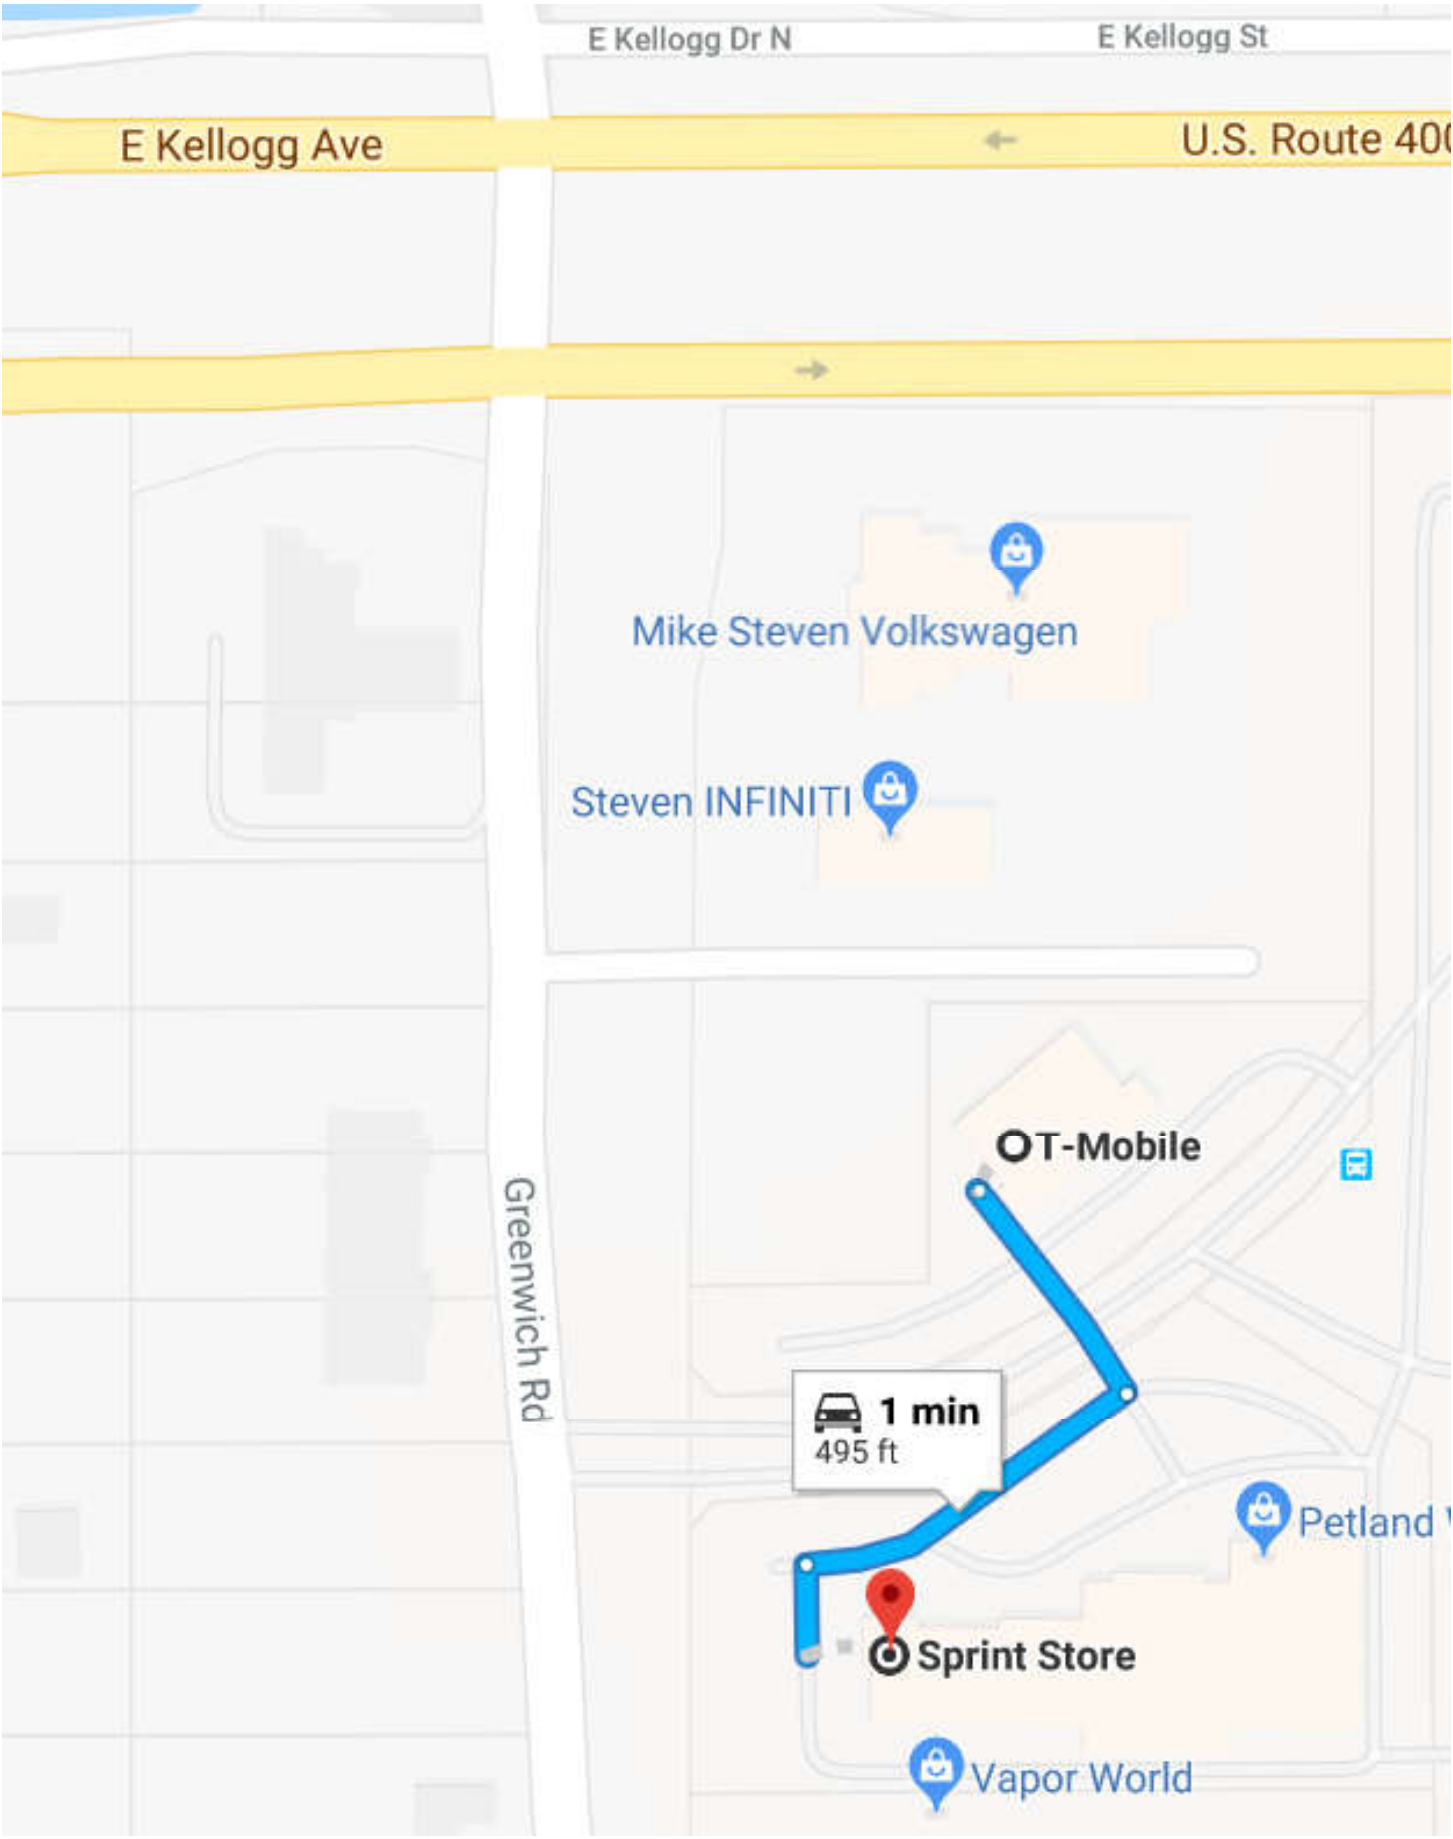 E Kellogg Dr N
E Kellogg St
E Kellogg Ave
U.S. Route 400
Mike Steven Volkswagen
Steven INFINITI
T-Mobile
Greenwich Rd
1 min
495 ft
Petland
Sprint Store
Vapor World